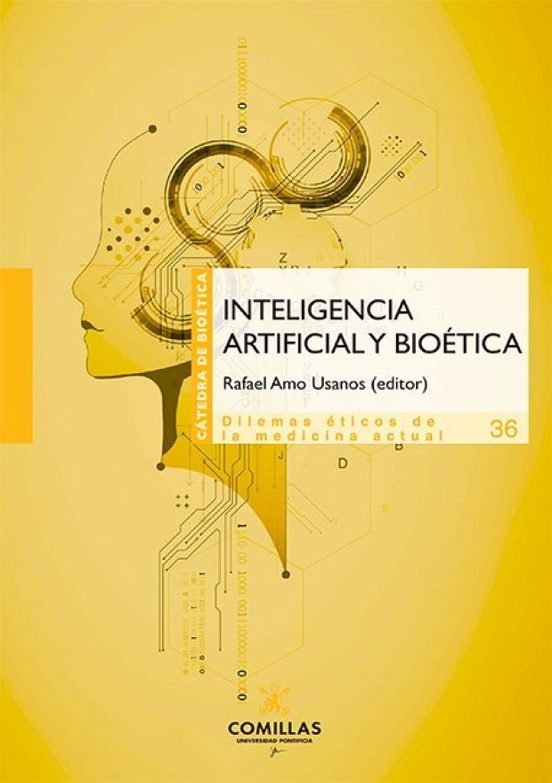 INTELIGENCIA
ARTIFICIAL Y BIOÉTICA
Rafael Amo Usanos (editor)
CÁTEDRA DE BIOÉTICA
Dilemas éticos de
la medicina actual
36
COMILLAS
UNIVERSIDAD PONTIFICIA